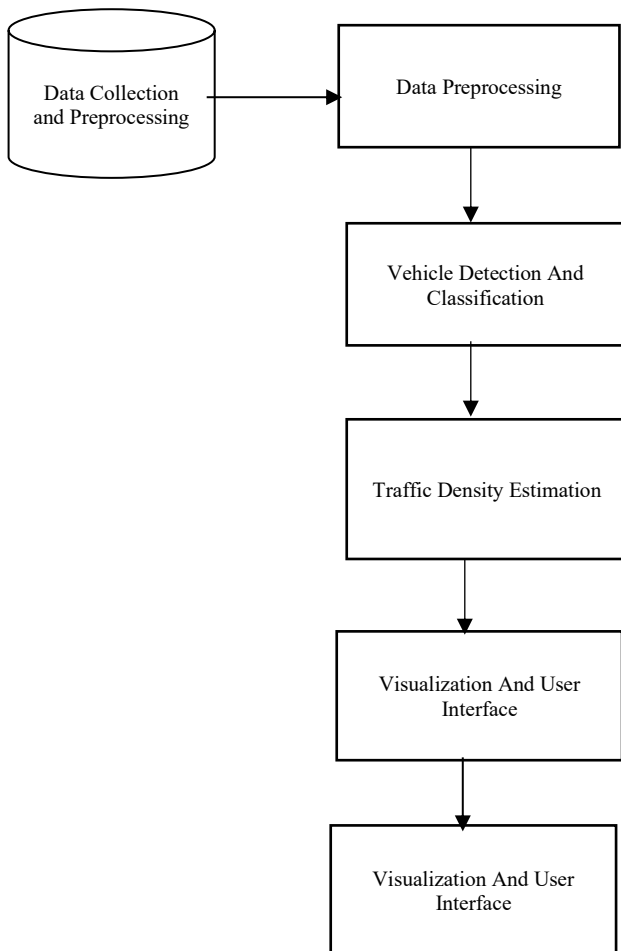 Data Collection
and Preprocessing
Data Preprocessing
Vehicle Detection And
Classification
Traffic Density Estimation
Visualization And User
Interface
Visualization And User
Interface